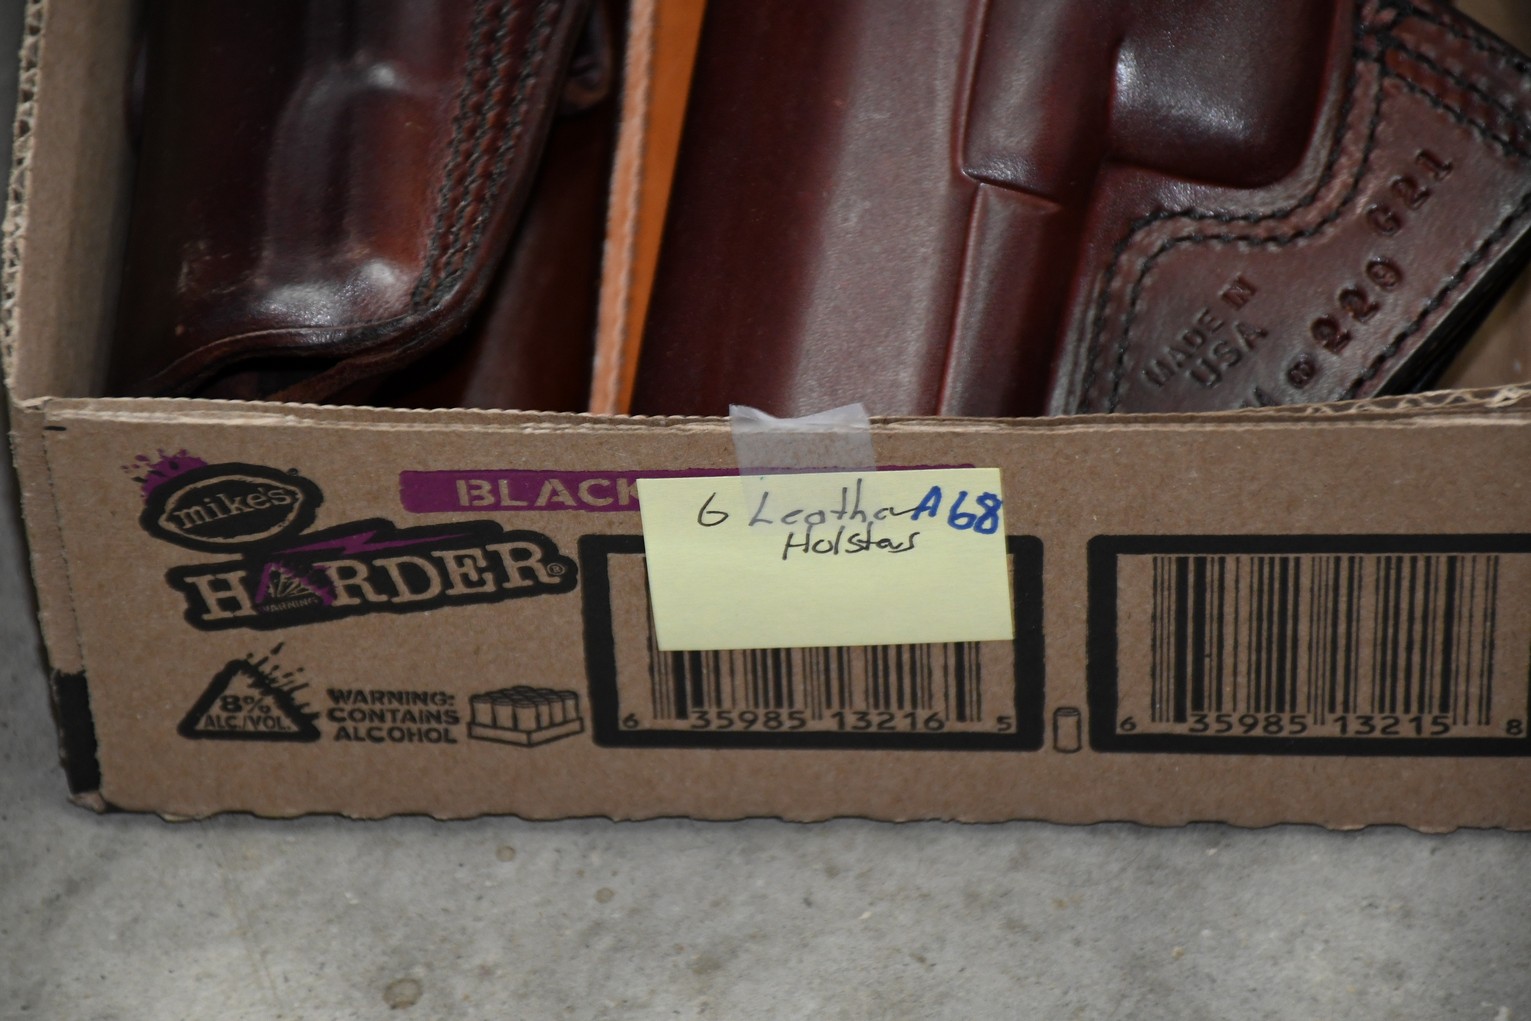 G21
MADE IN
USA
220
BLACK
mike's
HARDER®
WARNING
6 Leather A68
Holsters
8%
ALC/VOL.
WARNING:
CONTAINS
ALCOHOL
6 35985 13216 5
6 35985 13215 8